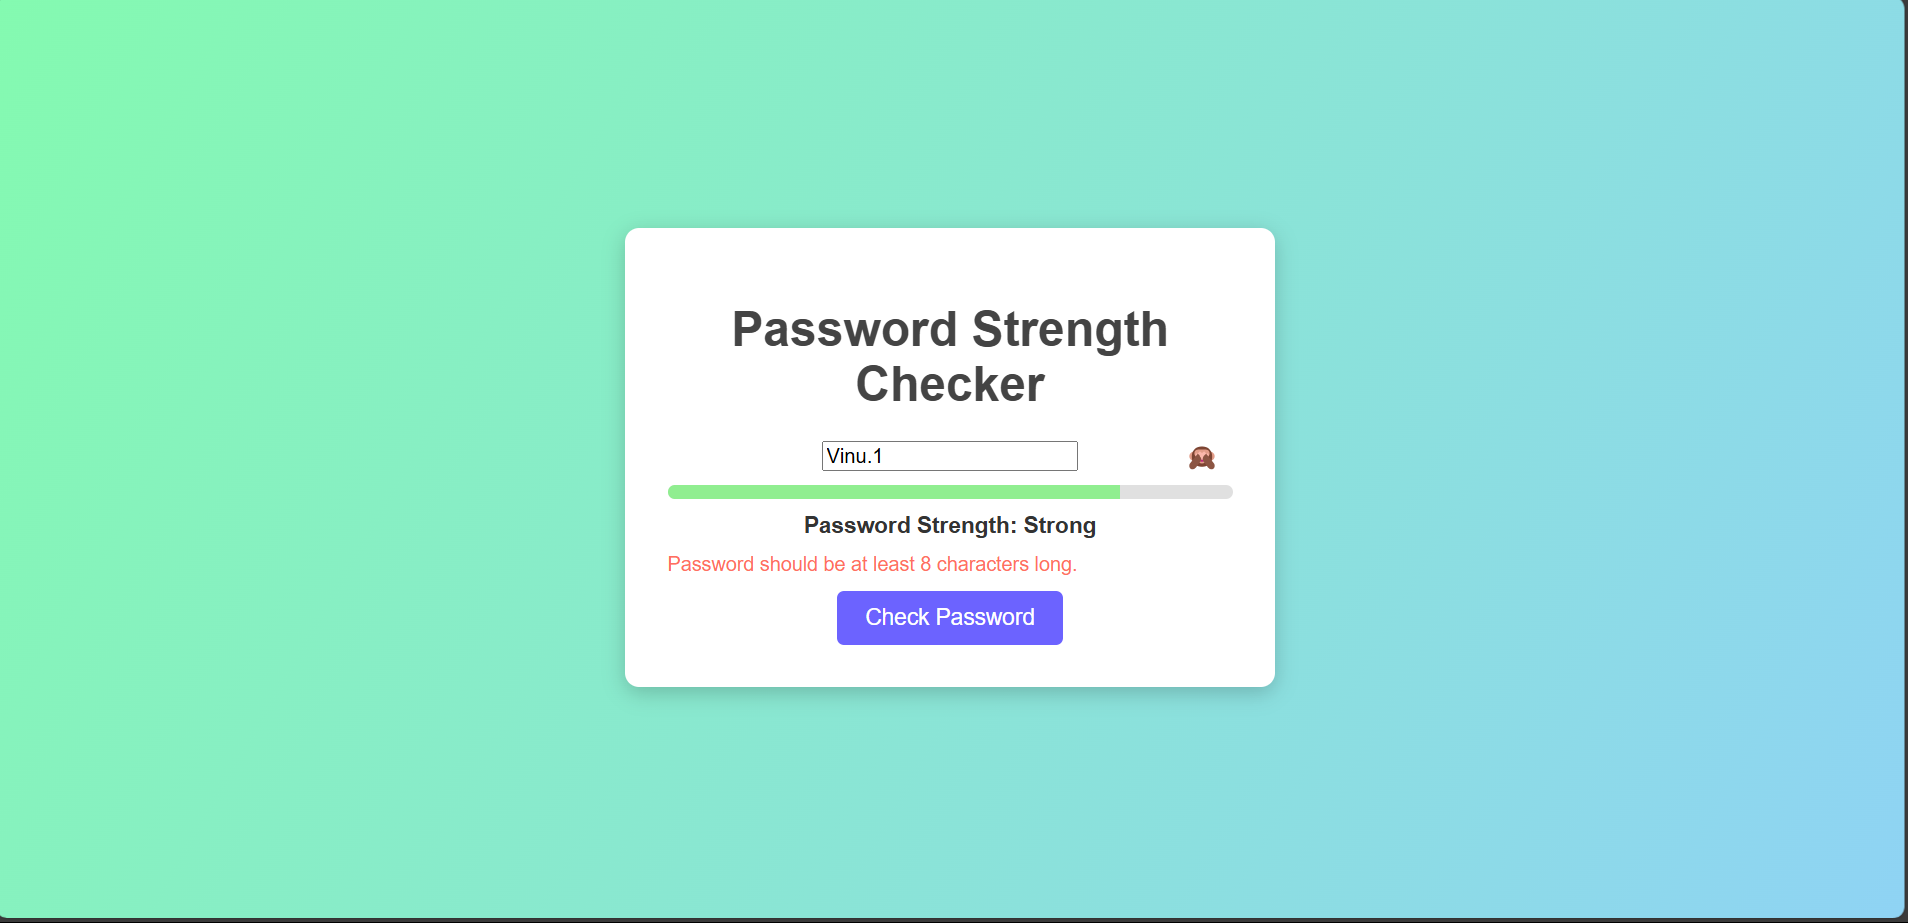 Password Strength
Checker
Vinu.1
Password Strength: Strong
Password should be at least 8 characters long.
Check Password